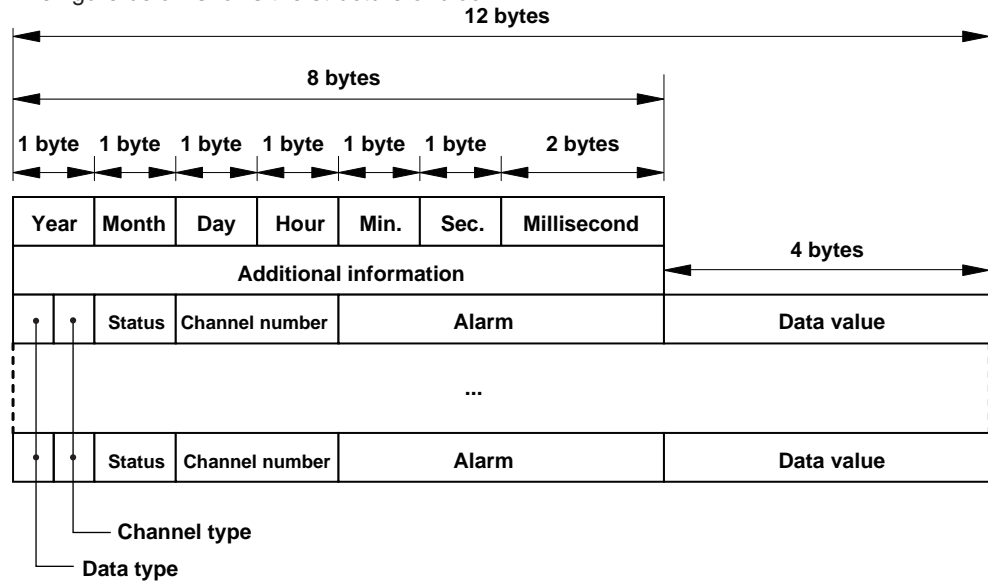 12 bytes
8 bytes
1 byte 1 byte 1 byte 1 byte 1 byte 1 byte 2 bytes
Year Month Day Hour Min. Sec. Millisecond
4 bytes
Additional information
Status Channel number Alarm Data value
...
Status Channel number Alarm Data value
Channel type
Data type